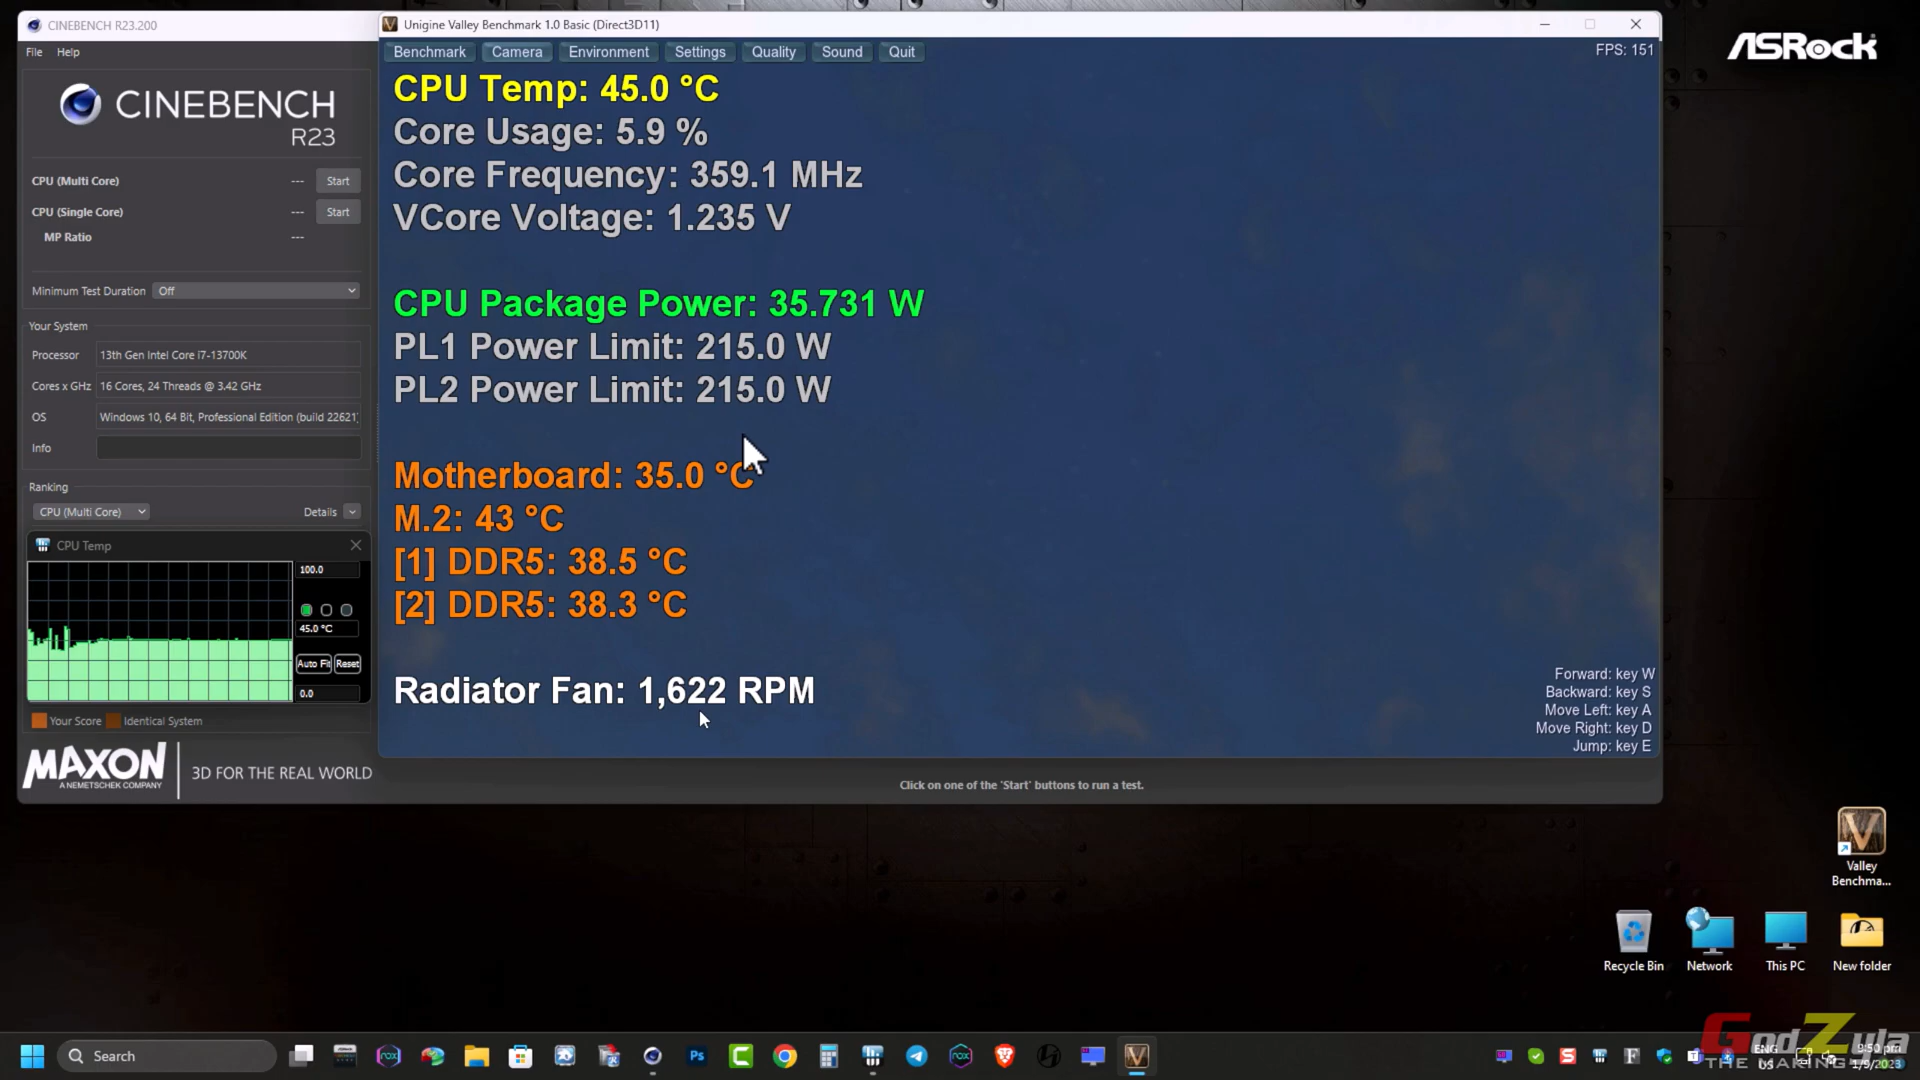 CINEBENCH R23.200
File Help
CINEBENCH
R23
CPU (Multi Core) --- Start
CPU (Single Core) --- Start
MP Ratio ---
Minimum Test Duration Off
Your System
Processor 13th Gen Intel Core i7-13700K
Cores x GHz 16 Cores, 24 Threads @ 3.42 GHz
OS Windows 10, 64 Bit, Professional Edition (build 22621)
Info
Ranking
CPU (Multi Core) Details
CPU Temp
100.0
45.0 °C
Auto Fit Reset
0.0
Your Score Identical System
MAXON
A NEMETSCHEK COMPANY
3D FOR THE REAL WORLD
Unigine Valley Benchmark 1.0 Basic (Direct3D11)
Benchmark Camera Environment Settings Quality Sound Quit
FPS: 151
CPU Temp: 45.0 °C
Core Usage: 5.9 %
Core Frequency: 359.1 MHz
VCore Voltage: 1.235 V
CPU Package Power: 35.731 W
PL1 Power Limit: 215.0 W
PL2 Power Limit: 215.0 W
Motherboard: 35.0 °C
M.2: 43 °C
[1] DDR5: 38.5 °C
[2] DDR5: 38.3 °C
Radiator Fan: 1,622 RPM
Forward: key W
Backward: key S
Move Left: key A
Move Right: key D
Jump: key E
Click on one of the 'Start' buttons to run a test.
ASRock
Valley
Benchma...
Recycle Bin
Network
This PC
New folder
Search
Ps
ENG
US
GodZyla
THE MAKING